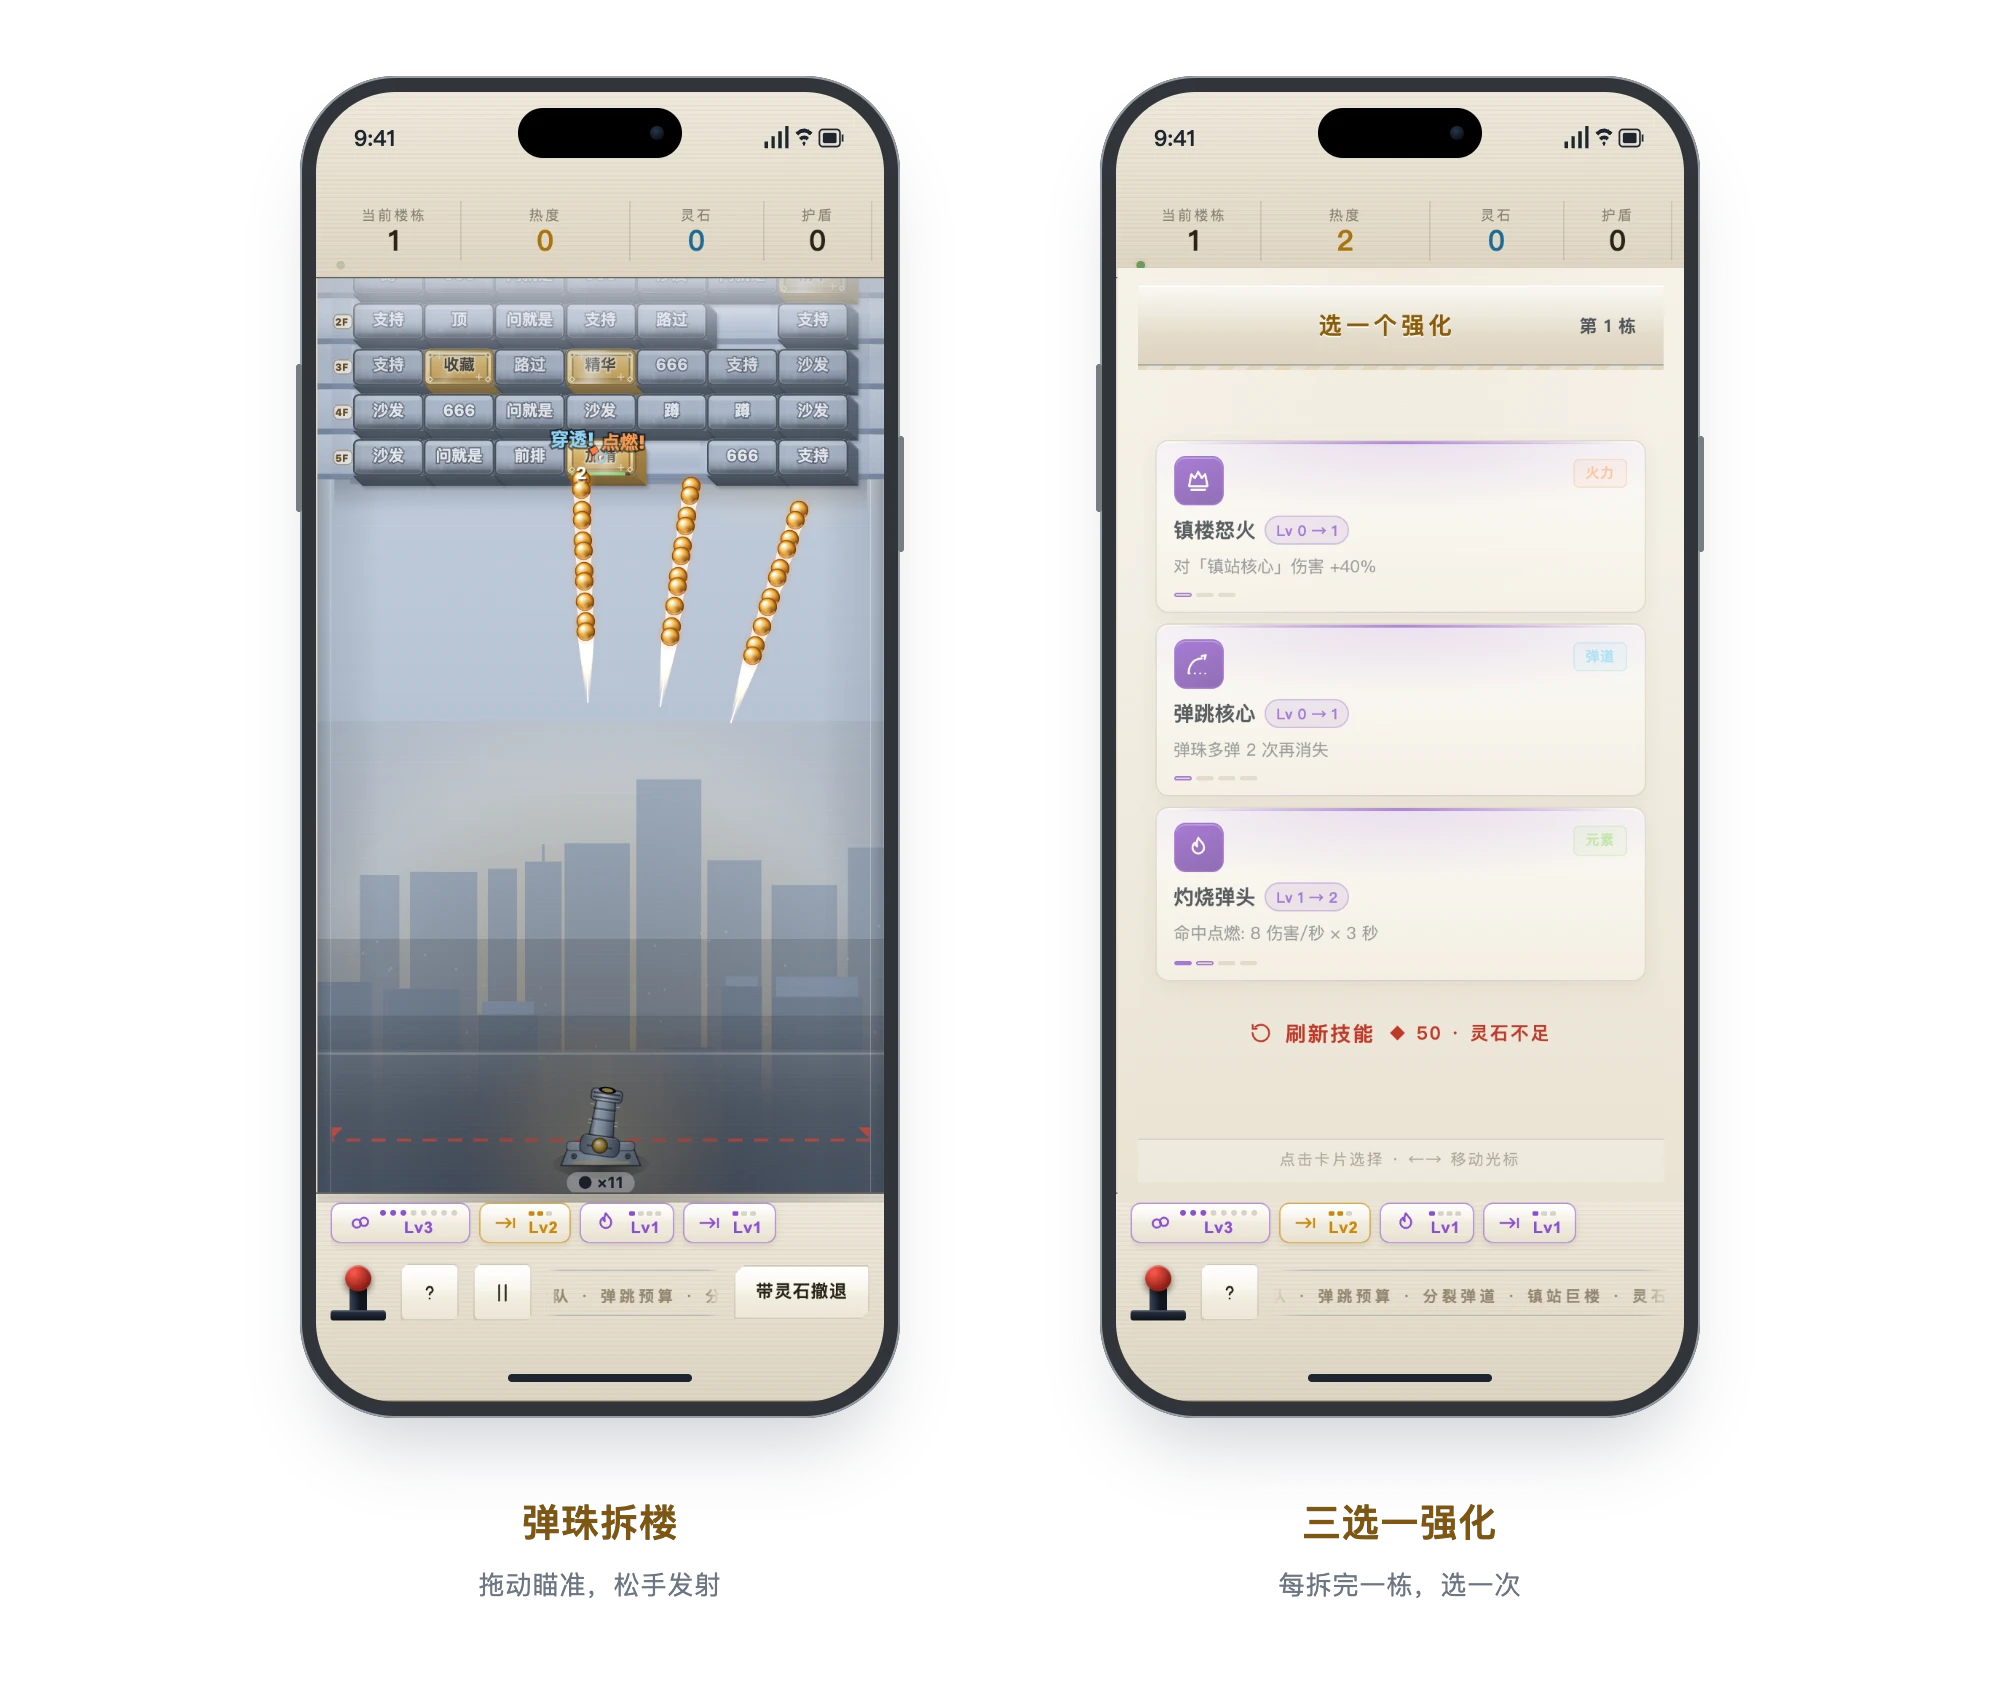 9:41
当前楼栋 热度 灵石 护盾
1 0 0 0
2F 支持 顶 问就是 支持 路过 支持
3F 支持 收藏 路过 精华 666 支持 沙发
4F 沙发 666 问就是 沙发 蹲 蹲 沙发
穿透! 点燃!
5F 沙发 问就是 前排 666 支持
2
×11
Lv3 Lv2 Lv1 Lv1
? 队 · 弹跳预算 · 带灵石撤退
弹珠拆楼
拖动瞄准，松手发射
9:41
当前楼栋 热度 灵石 护盾
1 2 0 0
选一个强化 第 1 栋
火力
镇楼怒火 Lv 0 → 1
对「镇站核心」伤害 +40%
弹道
弹跳核心 Lv 0 → 1
弹珠多弹 2 次再消失
元素
灼烧弹头 Lv 1 → 2
命中点燃: 8 伤害/秒 × 3 秒
刷新技能 ◆ 50 · 灵石不足
点击卡片选择 · ←→ 移动光标
Lv3 Lv2 Lv1 Lv1
? · 弹跳预算 · 分裂弹道 · 镇站巨楼 · 灵石
三选一强化
每拆完一栋，选一次